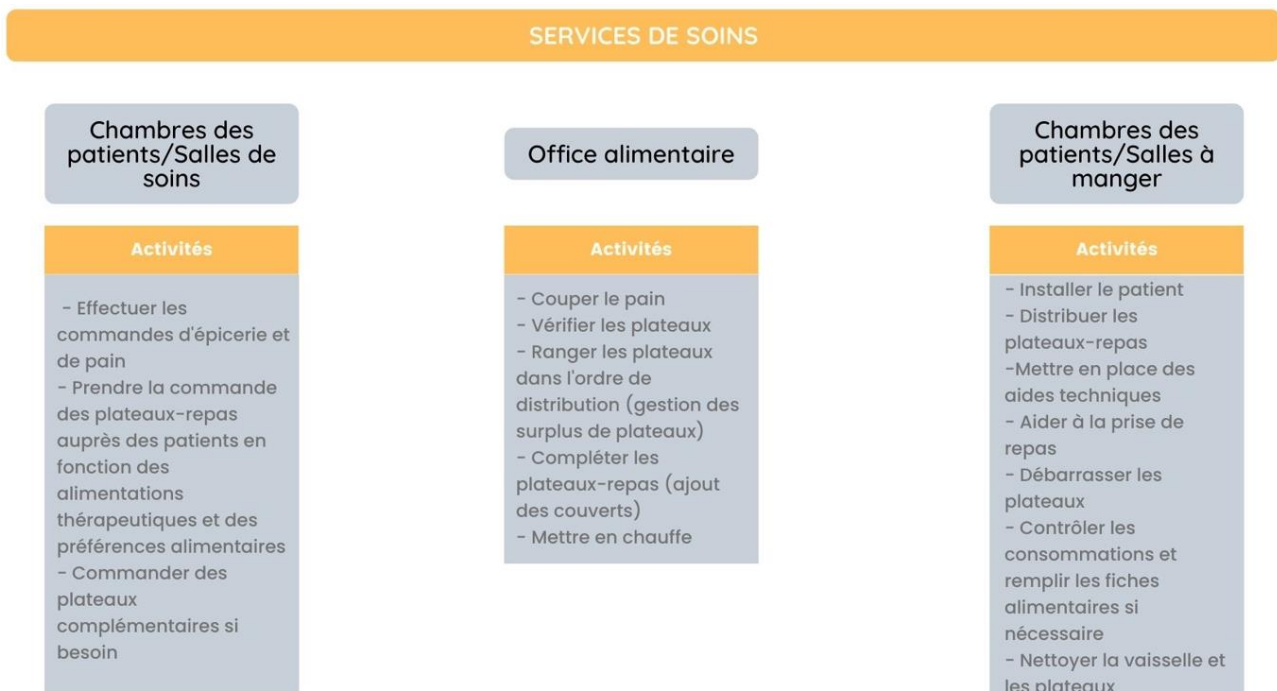 SERVICES DE SOINS
Chambres des
patients/Salles de
soins
Activités
- Effectuer les
commandes d'épicerie et
de pain
- Prendre la commande
des plateaux-repas
auprès des patients en
fonction des
alimentations
thérapeutiques et des
préférences alimentaires
- Commander des
plateaux
complémentaires si
besoin
Office alimentaire
Activités
- Couper le pain
- Vérifier les plateaux
- Ranger les plateaux
dans l'ordre de
distribution (gestion des
surplus de plateaux)
- Compléter les
plateaux-repas (ajout
des couverts)
- Mettre en chauffe
Chambres des
patients/Salles à
manger
Activités
- Installer le patient
- Distribuer les
plateaux-repas
-Mettre en place des
aides techniques
- Aider à la prise de
repas
- Débarrasser les
plateaux
- Contrôler les
consommations et
remplir les fiches
alimentaires si
nécessaire
- Nettoyer la vaisselle et
les plateaux